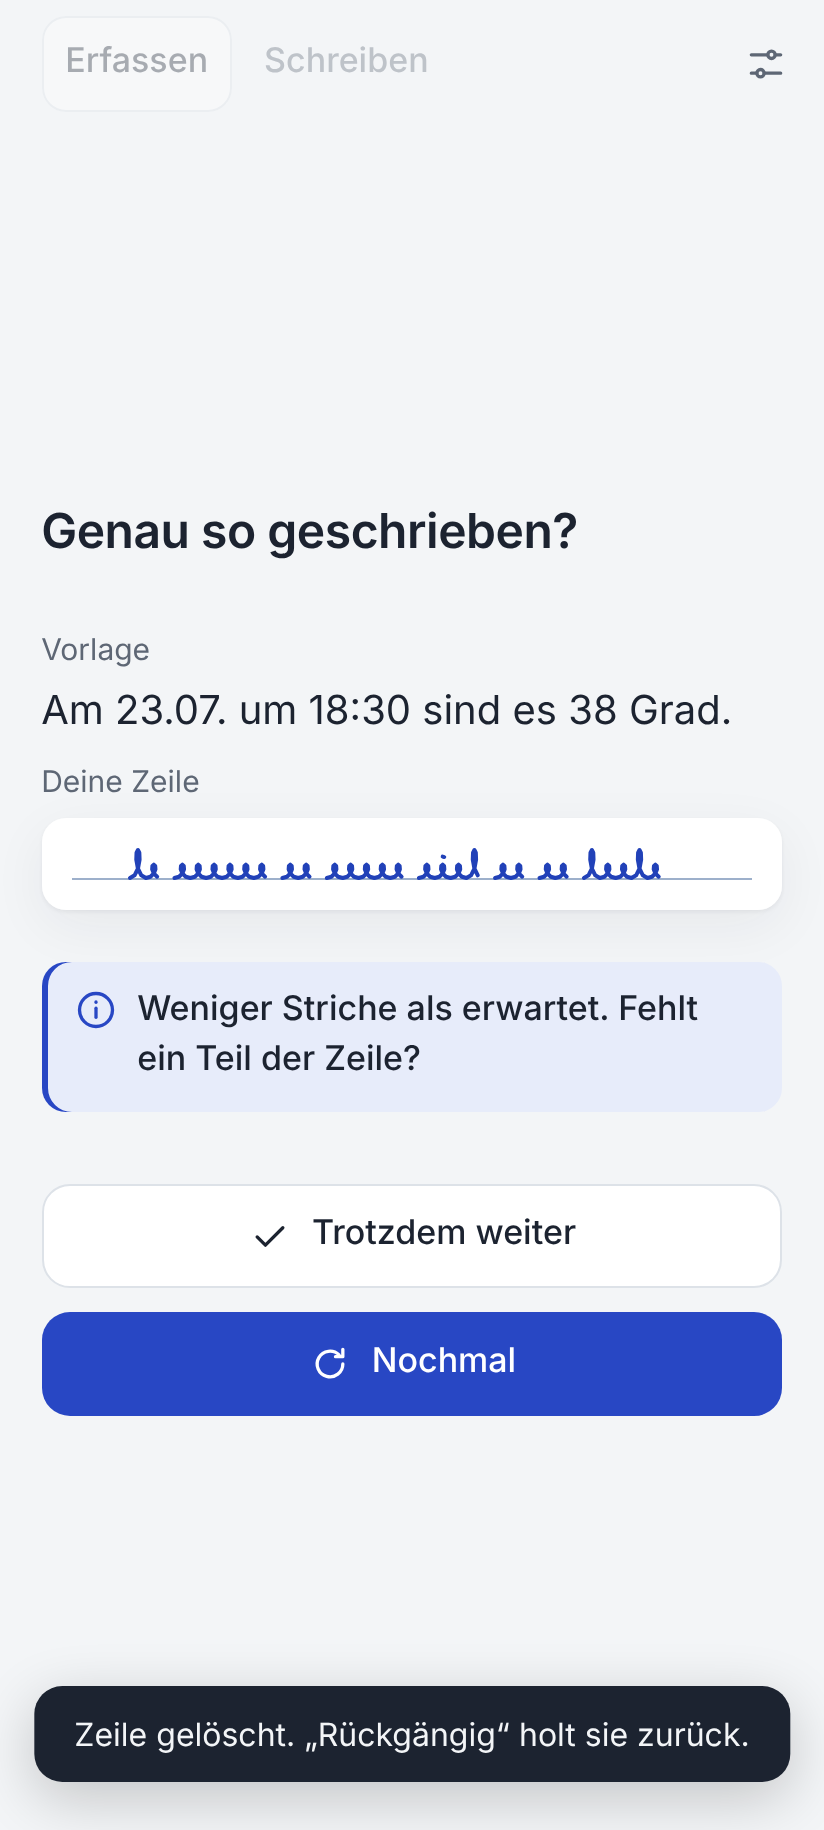 Erfassen Schreiben
Genau so geschrieben?
Vorlage
Am 23.07. um 18:30 sind es 38 Grad.
Deine Zeile
Weniger Striche als erwartet. Fehlt
ein Teil der Zeile?
Trotzdem weiter
Nochmal
Zeile gelöscht. „Rückgängig“ holt sie zurück.